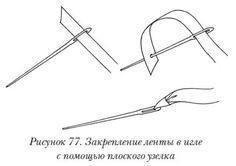 Рисунок 77. Закрепление ленты в игле
с помощью плоского узелка